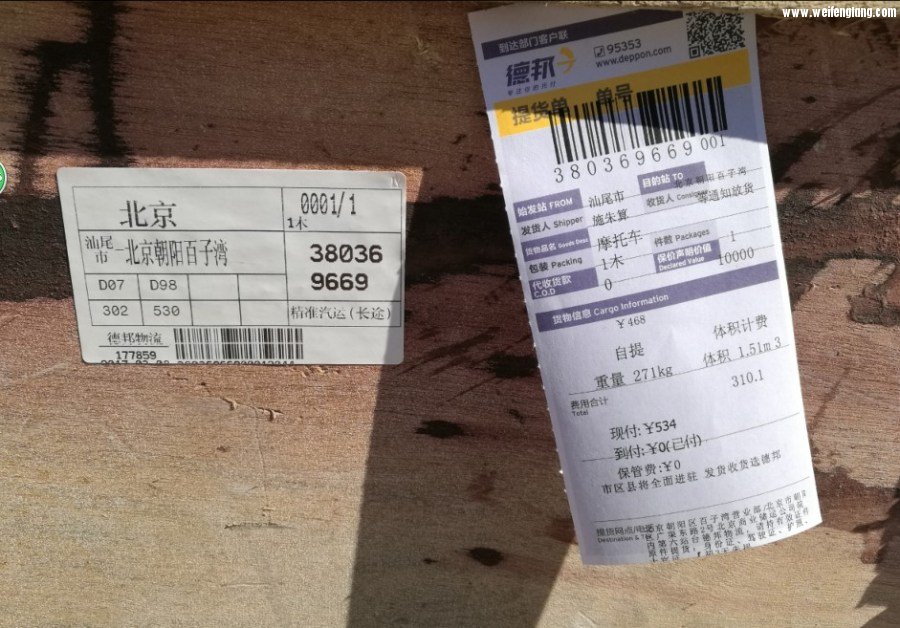 www.weifengtang.com
北京
0001/1
1木
汕尾市
—北京朝阳百子湾
38036
9669
D07 D98
302 530
精准汽运(长途)
德邦物流
177859
到达部门客户联
德邦
95353
www.deppon.com
提货单 单号
380369669001
始发站 FROM 汕尾市
目的站 TO 北京朝阳百子湾
发货人 Shipper 施朱算
收货人 等通知放货
货物品名 Goods Desc 摩托车
件数 Packages 1
包装 Packing 1木
保价声明价值 Declared Value 10000
代收货款 C.O.D 0
货物信息 Cargo Information
¥468
体积计费
自提
体积 1.51m3
重量 271kg
310.1
费用合计
Total
现付:¥534
到付:¥0(已付)
保管费:¥0
市区县将全面进驻 发货收货选德邦